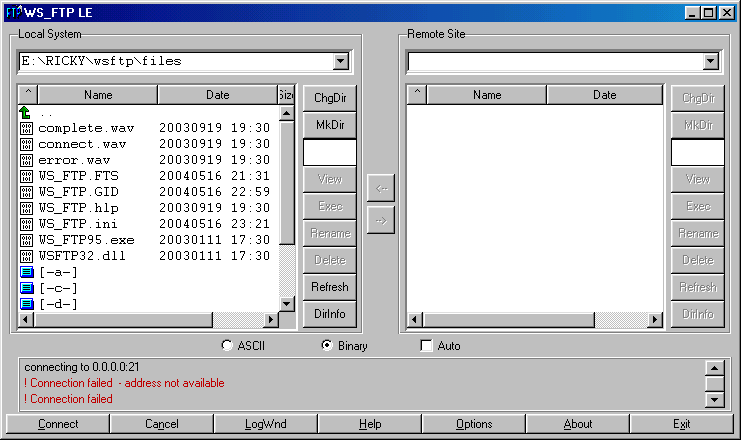 FTP WS_FTP LE
Local System
E:\RICKY\wsftp\files
^ Name Date Size
..
complete.wav 20030919 19:30
connect.wav 20030919 19:30
error.wav 20030919 19:30
WS_FTP.FTS 20040516 21:31
WS_FTP.GID 20040516 22:59
WS_FTP.hlp 20030919 19:30
WS_FTP.ini 20040516 23:21
WS_FTP95.exe 20030111 17:30
WSFTP32.dll 20030111 17:30
[-a-]
[-c-]
[-d-]
ChgDir
MkDir
View
Exec
Rename
Delete
Refresh
DirInfo
<--
-->
Remote Site
^ Name Date
ChgDir
MkDir
View
Exec
Rename
Delete
Refresh
DirInfo
ASCII Binary Auto
connecting to 0.0.0.0:21
! Connection failed - address not available
! Connection failed
Connect Cancel LogWnd Help Options About Exit